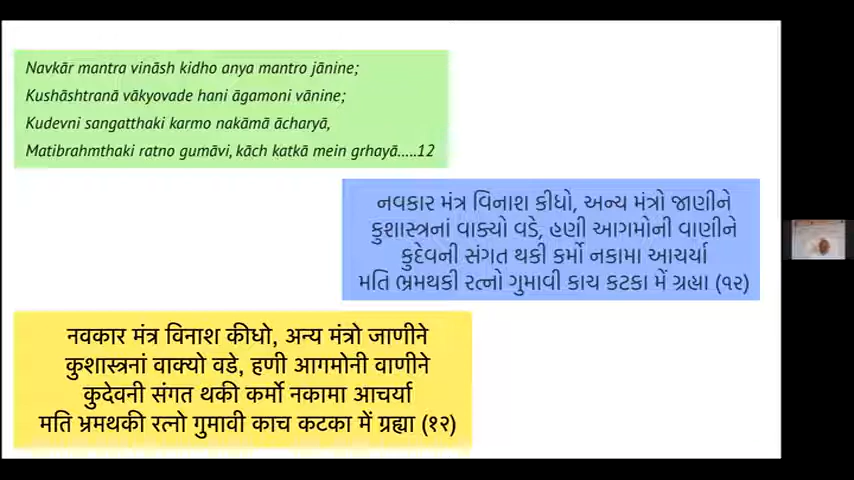 Navkār mantra vināsh kidho anya mantro jānine;
Kushāshtranā vākyovade hani āgamoni vānine;
Kudevni sangatthaki karmo nakāmā ācharyā,
Matibrahmthaki ratno gumāvi, kāch katkā mein grhayā.....12
નવકાર મંત્ર વિનાશ કીધો, અન્ય મંત્રો જાણીને
કુશાસ્ત્રનાં વાક્યો વડે, હણી આગમોની વાણીને
કુદેવની સંગત થકી કર્મો નકામા આચર્યા
મતિ ભ્રમથકી રત્નો ગુમાવી કાચ કટકા મેં ગ્રહ્યા (૧૨)
नवकार मंत्र विनाश कीधो, अन्य मंत्रो जाणीने
कुशास्त्रनां वाक्यो वडे, हणी आगमोनी वाणीने
कुदेवनी संगत थकी कर्मो नकामा आचर्या
मति भ्रमथकी रत्नो गुमावी काच कटका में ग्रह्या (१२)